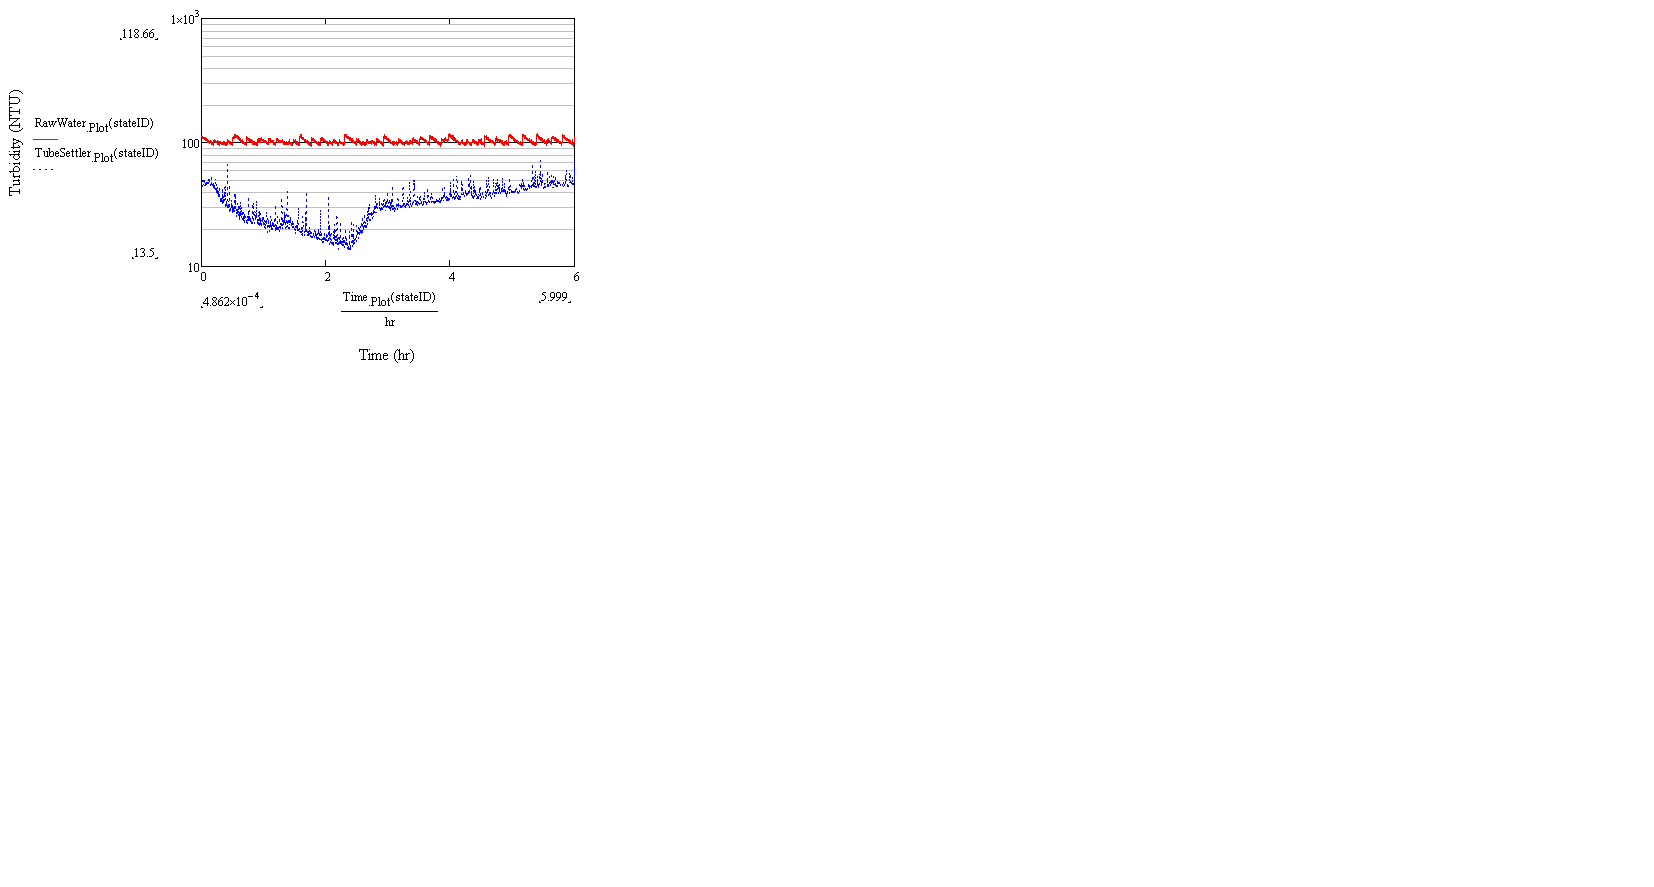 1×10³
118.66
Turbidity (NTU)
RawWater.Plot(stateID)
100
TubeSettler.Plot(stateID)
13.5
10
0 2 4 6
4.862×10⁻⁴
Time.Plot(stateID)
hr
5.999
Time (hr)